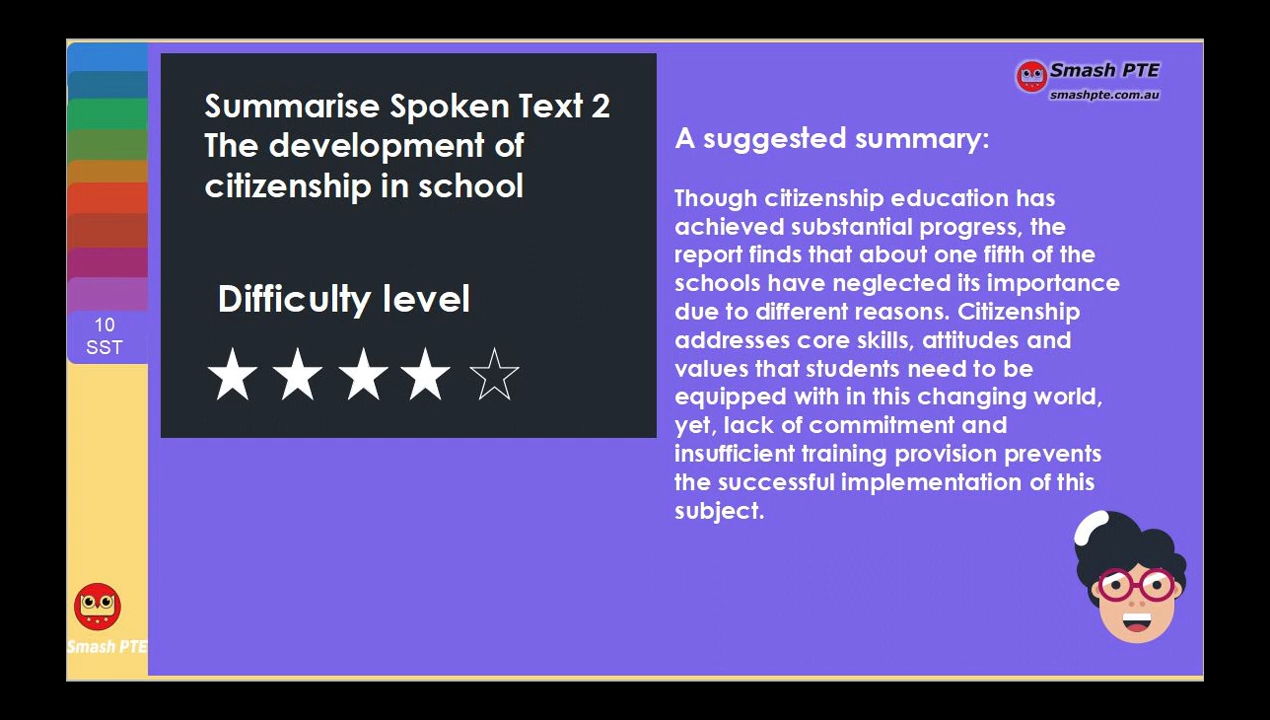 Summarise Spoken Text 2
The development of
citizenship in school
Difficulty level
10
SST
Smash PTE
Smash PTE
smashpte.com.au
A suggested summary:
Though citizenship education has
achieved substantial progress, the
report finds that about one fifth of the
schools have neglected its importance
due to different reasons. Citizenship
addresses core skills, attitudes and
values that students need to be
equipped with in this changing world,
yet, lack of commitment and
insufficient training provision prevents
the successful implementation of this
subject.